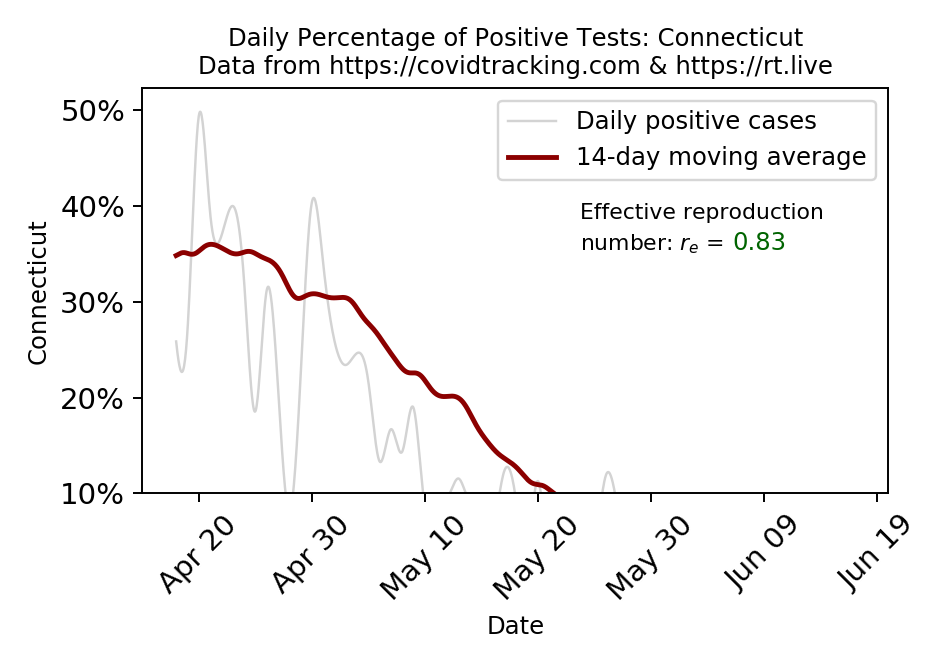 Daily Percentage of Positive Tests: Connecticut
Data from https://covidtracking.com & https://rt.live
50%
40%
30%
20%
10%
Connecticut
Daily positive cases
14-day moving average
Effective reproduction
number: rₑ = 0.83
Apr 20
Apr 30
May 10
May 20
May 30
Jun 09
Jun 19
Date